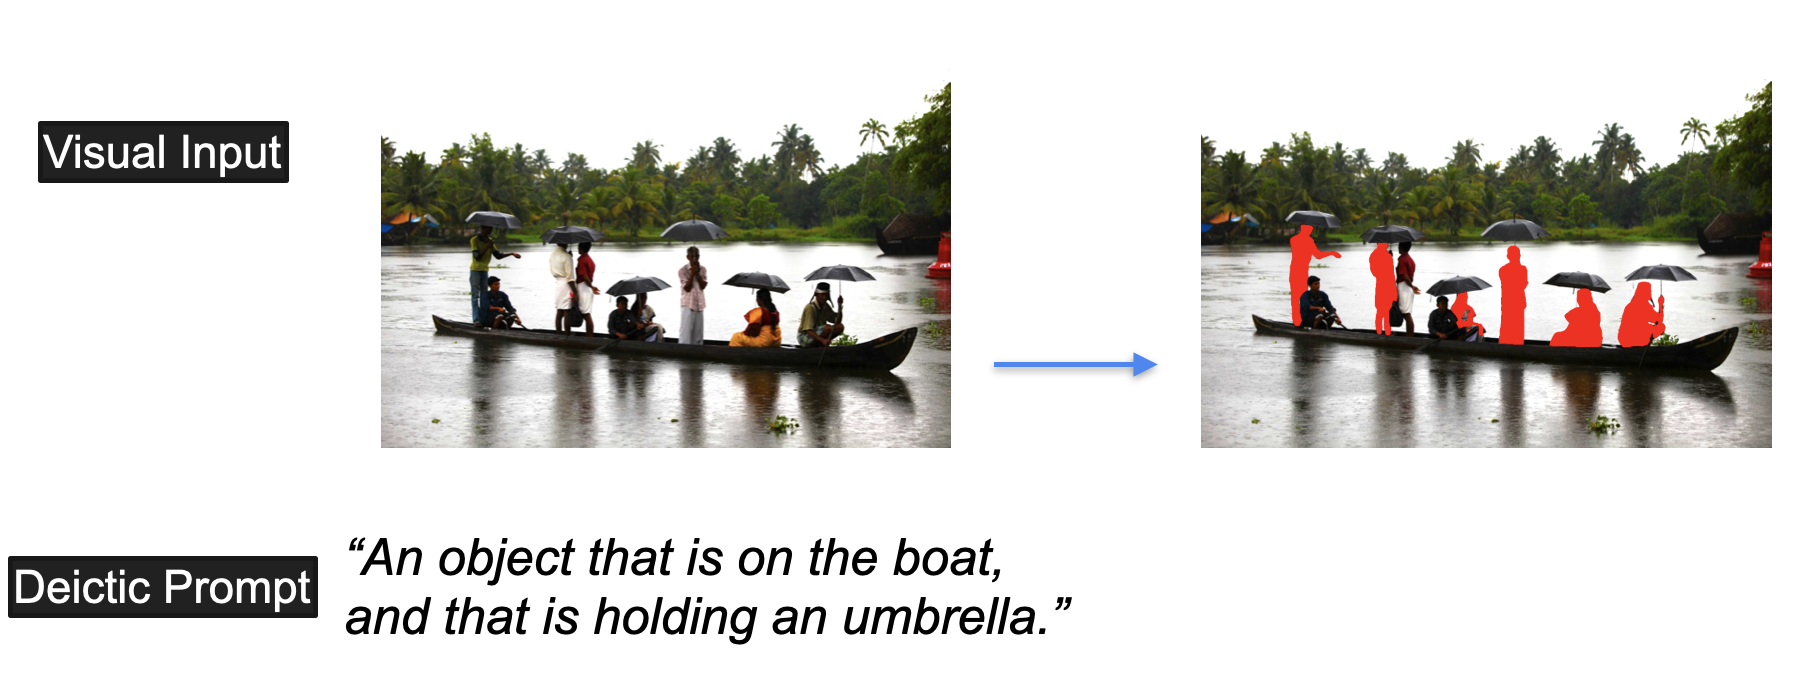 Visual Input
Deictic Prompt
“An object that is on the boat,
and that is holding an umbrella.”